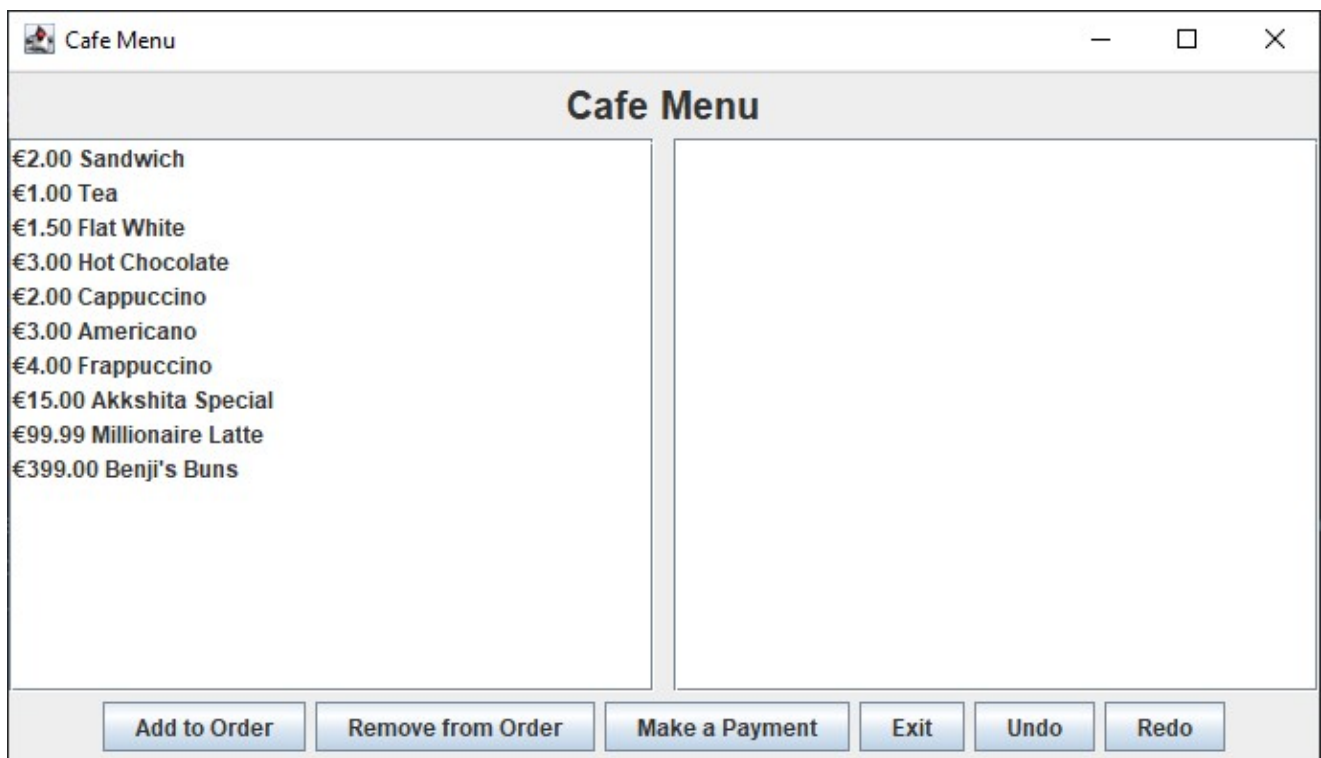 Cafe Menu
Cafe Menu
€2.00 Sandwich
€1.00 Tea
€1.50 Flat White
€3.00 Hot Chocolate
€2.00 Cappuccino
€3.00 Americano
€4.00 Frappuccino
€15.00 Akkshita Special
€99.99 Millionaire Latte
€399.00 Benji's Buns
Add to Order Remove from Order Make a Payment Exit Undo Redo